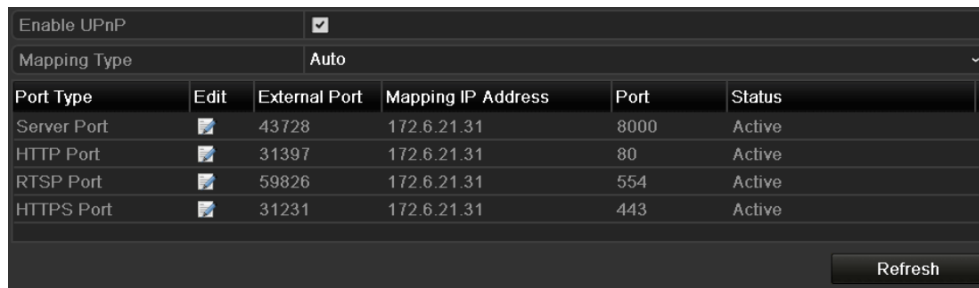 Enable UPnP
Mapping Type Auto
Port Type Edit External Port Mapping IP Address Port Status
Server Port 43728 172.6.21.31 8000 Active
HTTP Port 31397 172.6.21.31 80 Active
RTSP Port 59826 172.6.21.31 554 Active
HTTPS Port 31231 172.6.21.31 443 Active
Refresh